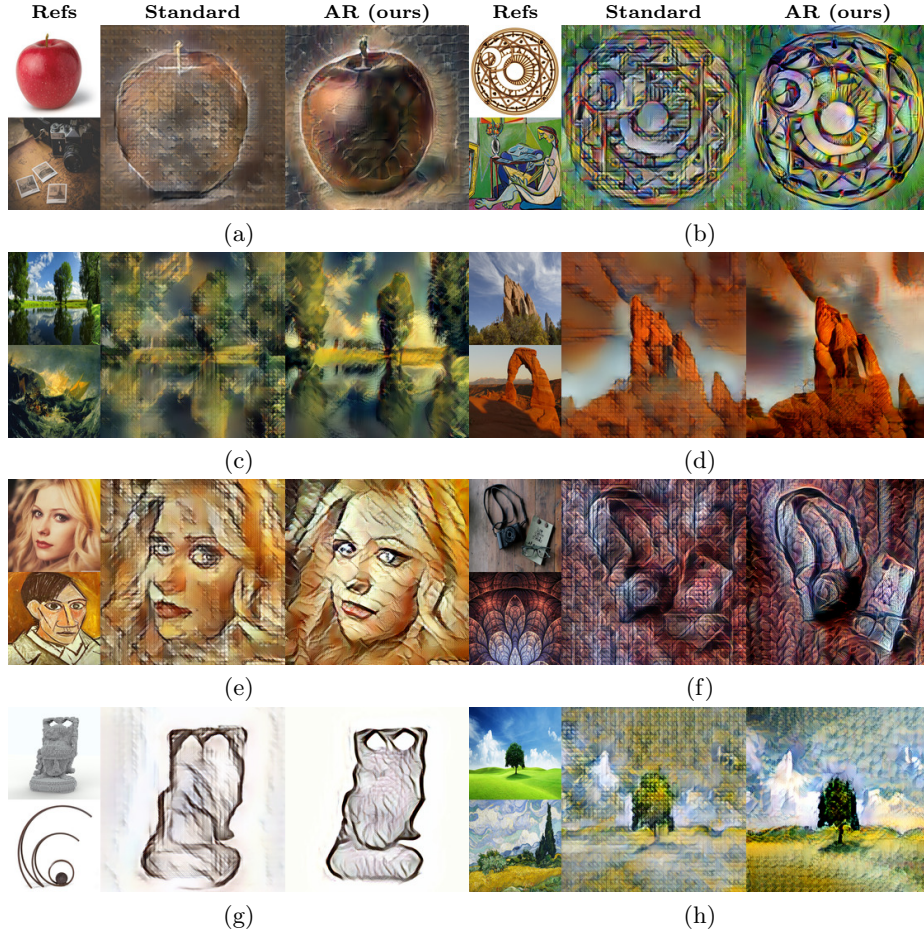 Refs Standard AR (ours) Refs Standard AR (ours)
(a) (b)
(c) (d)
(e) (f)
(g) (h)